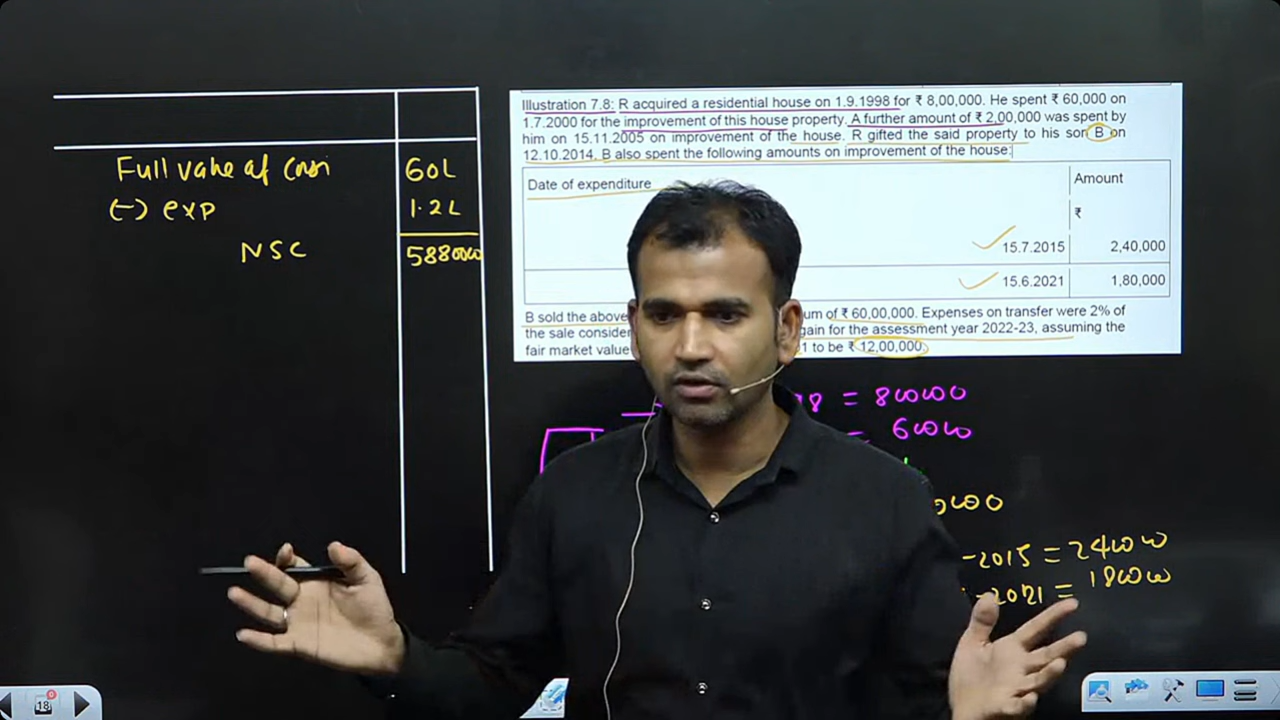 Full value of Consi 60L
(-) exp 1.2L
NSC 5880000
Illustration 7.8: R acquired a residential house on 1.9.1998 for ₹ 8,00,000. He spent ₹ 60,000 on
1.7.2000 for the improvement of this house property. A further amount of ₹ 2,00,000 was spent by
him on 15.11.2005 on improvement of the house. R gifted the said property to his son B on
12.10.2014. B also spent the following amounts on improvement of the house:
Date of expenditure Amount
₹
15.7.2015 2,40,000
15.6.2021 1,80,000
B sold the above um of ₹ 60,00,000. Expenses on transfer were 2% of
the sale consider gain for the assessment year 2022-23, assuming the
fair market value 1 to be ₹ 12,00,000.
98 = 800000
= 60000
0000
-2015 = 240000
-2021 = 180000
18